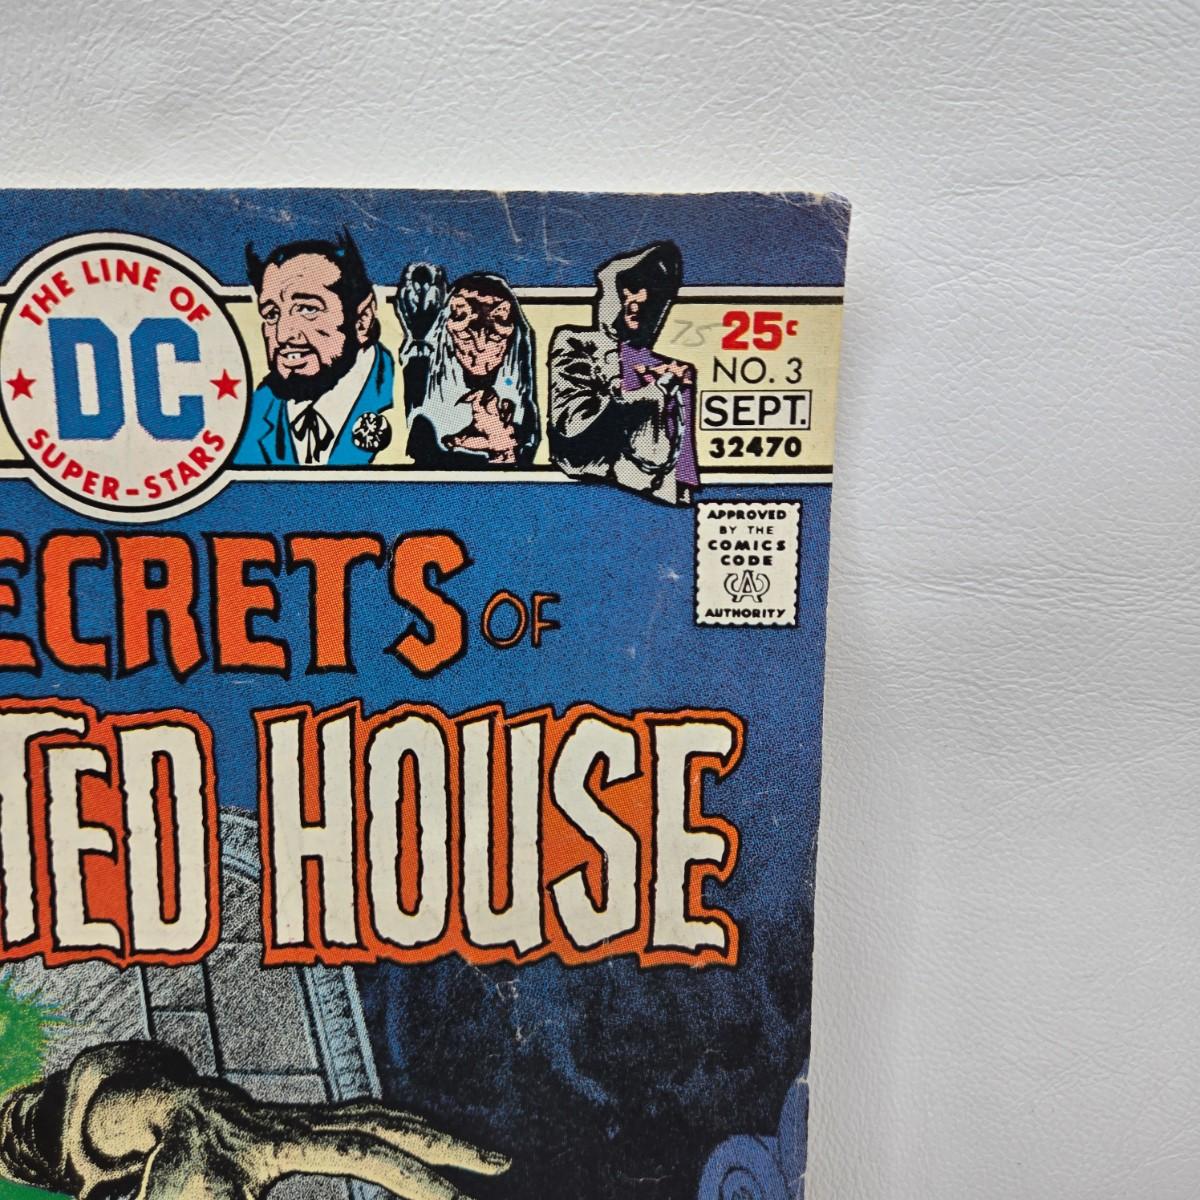 THE LINE OF
DC
SUPER-STARS
75 25¢
NO. 3
SEPT.
32470
APPROVED
BY THE
COMICS
CODE
CA
AUTHORITY
ECRETS OF
TED HOUSE